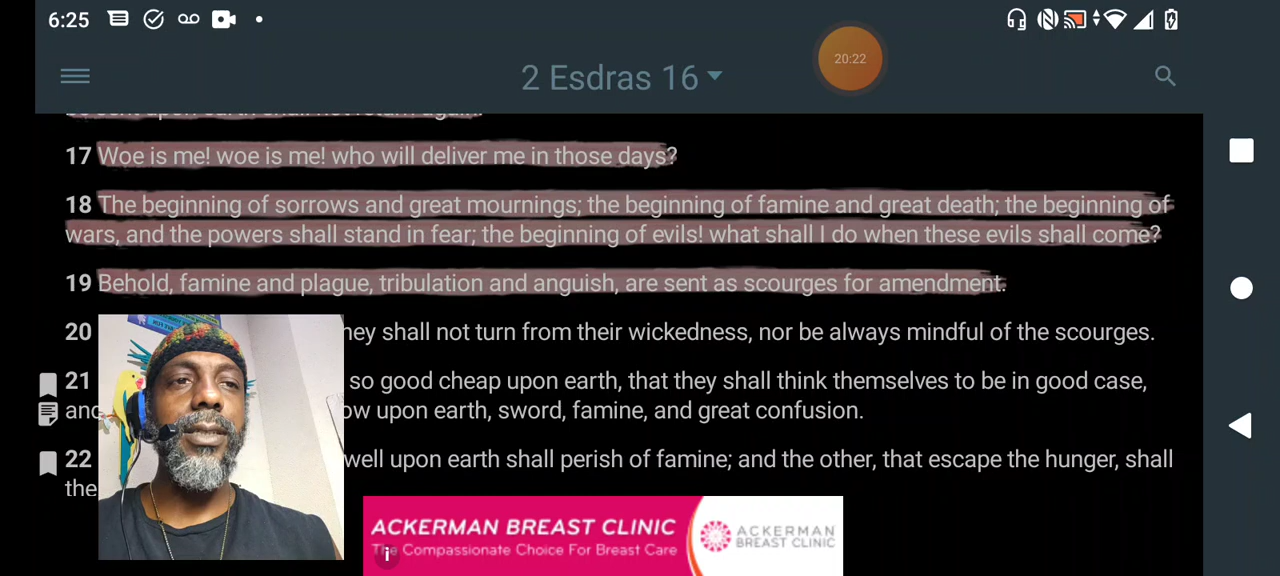 6:25
20:22
2 Esdras 16
17 Woe is me! woe is me! who will deliver me in those days?
18 The beginning of sorrows and great mournings; the beginning of famine and great death; the beginning of
wars, and the powers shall stand in fear; the beginning of evils! what shall I do when these evils shall come?
19 Behold, famine and plague, tribulation and anguish, are sent as scourges for amendment.
20 hey shall not turn from their wickedness, nor be always mindful of the scourges.
21 so good cheap upon earth, that they shall think themselves to be in good case,
and ow upon earth, sword, famine, and great confusion.
22 well upon earth shall perish of famine; and the other, that escape the hunger, shall
the
ACKERMAN BREAST CLINIC
The Compassionate Choice For Breast Care
i
ACKERMAN
BREAST CLINIC